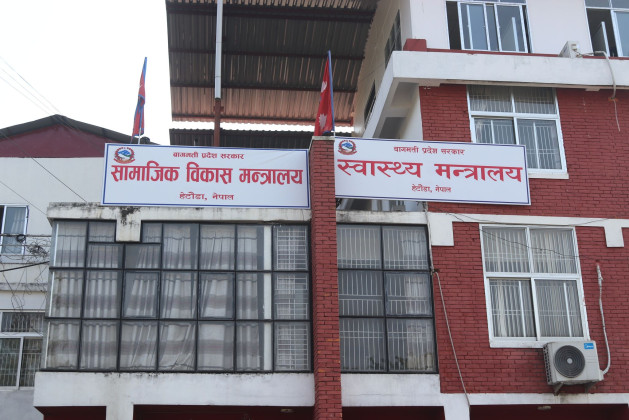 बागमती प्रदेश सरकार
सामाजिक विकास मन्त्रालय
हेटौंडा, नेपाल
बागमती प्रदेश सरकार
स्वास्थ्य मन्त्रालय
हेटौंडा, नेपाल